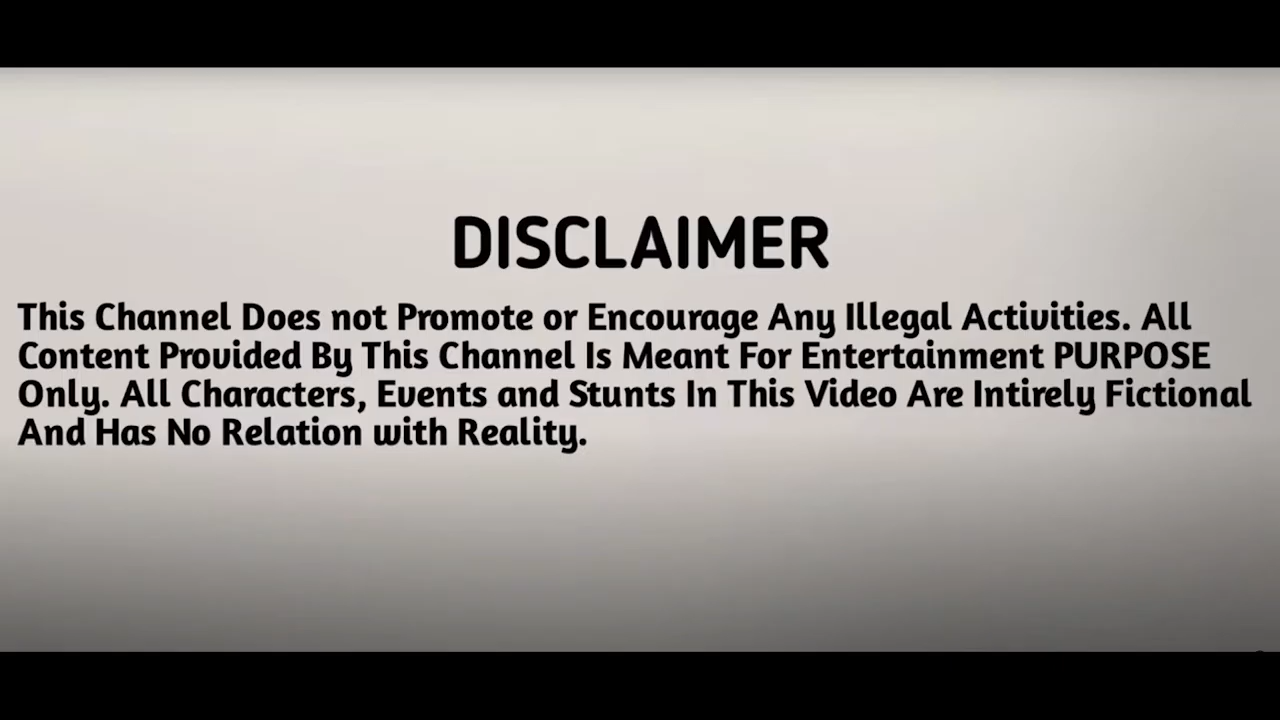 DISCLAIMER
This Channel Does not Promote or Encourage Any Illegal Activities. All
Content Provided By This Channel Is Meant For Entertainment PURPOSE
Only. All Characters, Events and Stunts In This Video Are Intirely Fictional
And Has No Relation with Reality.